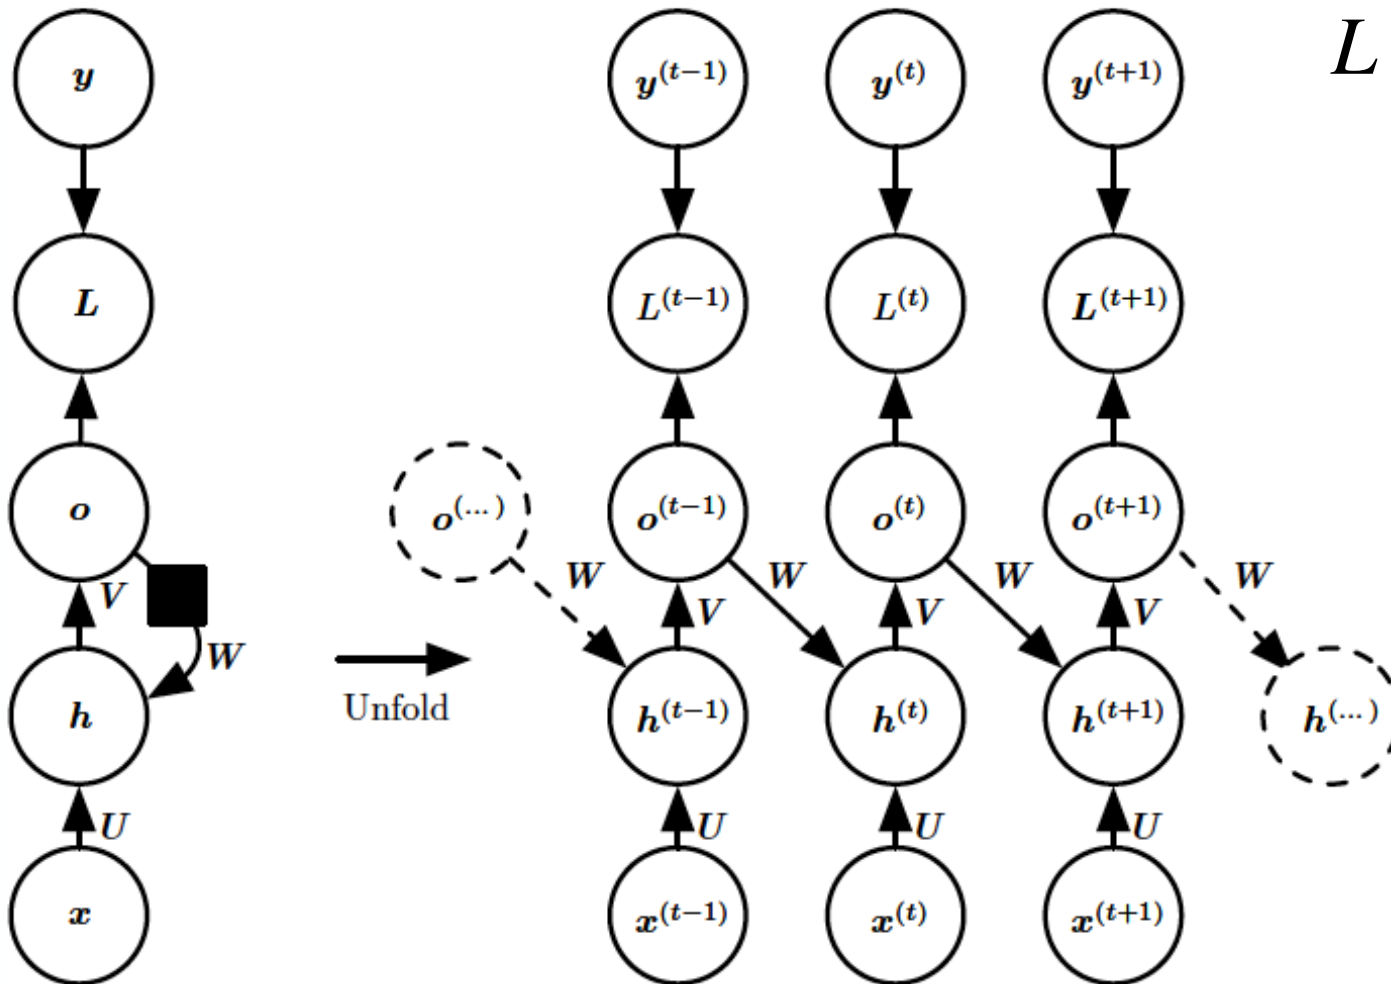 y y^(t−1) y^(t) y^(t+1) L
L L^(t−1) L^(t) L^(t+1)
o o^(...) o^(t−1) o^(t) o^(t+1)
W W W W
V V V V
W
h Unfold h^(t−1) h^(t) h^(t+1) h^(...)
U U U U
x x^(t−1) x^(t) x^(t+1)